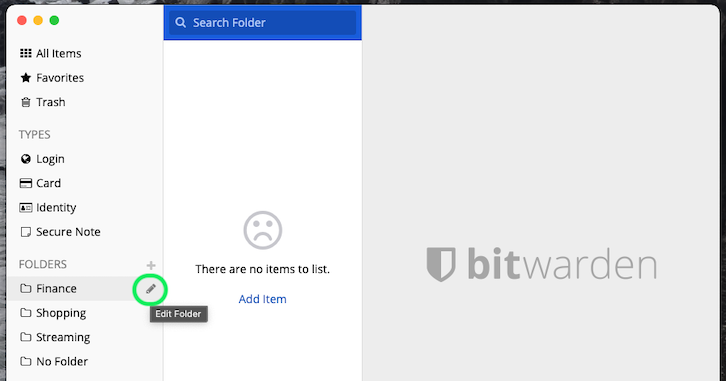 Search Folder
All Items
Favorites
Trash
TYPES
Login
Card
Identity
Secure Note
FOLDERS
Finance
Edit Folder
Shopping
Streaming
No Folder
There are no items to list.
Add Item
bitwarden